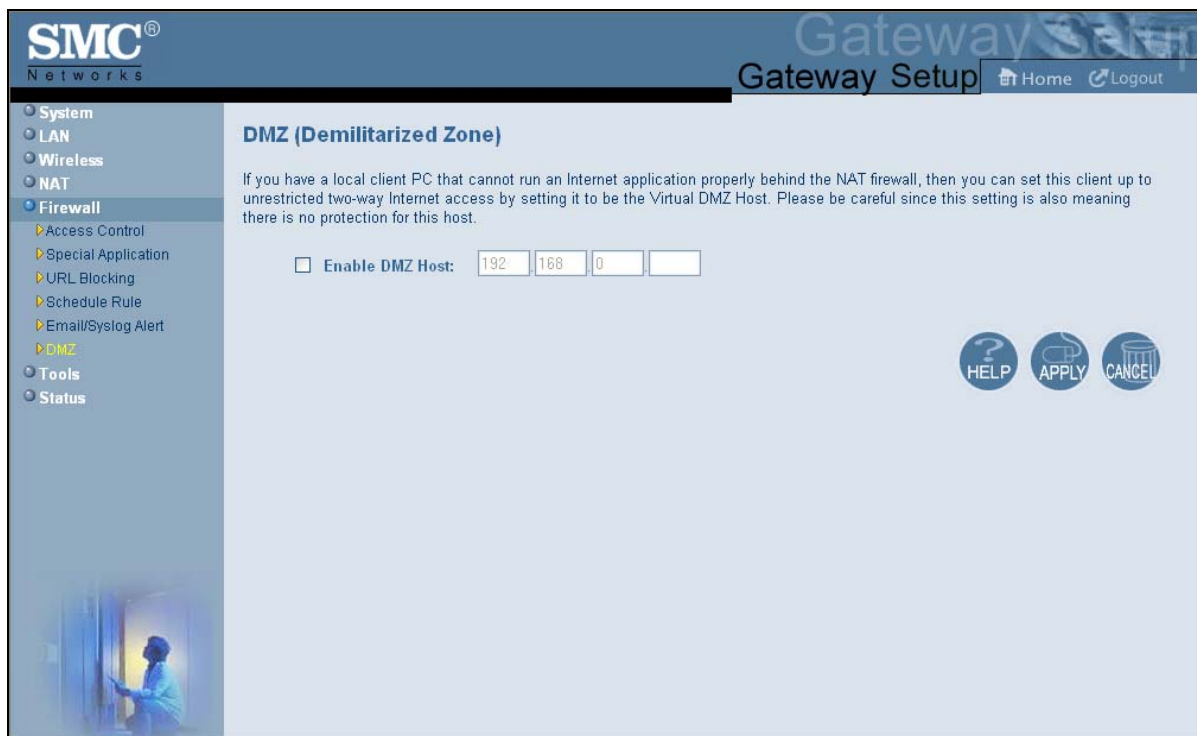 SMC®
Networks
Gateway Setup
Gateway Setup
Home
Logout
System
LAN
Wireless
NAT
Firewall
Access Control
Special Application
URL Blocking
Schedule Rule
Email/Syslog Alert
DMZ
Tools
Status
DMZ (Demilitarized Zone)
If you have a local client PC that cannot run an Internet application properly behind the NAT firewall, then you can set this client up to
unrestricted two-way Internet access by setting it to be the Virtual DMZ Host. Please be careful since this setting is also meaning
there is no protection for this host.
Enable DMZ Host: 192 .168 .0 .
HELP APPLY CANCEL